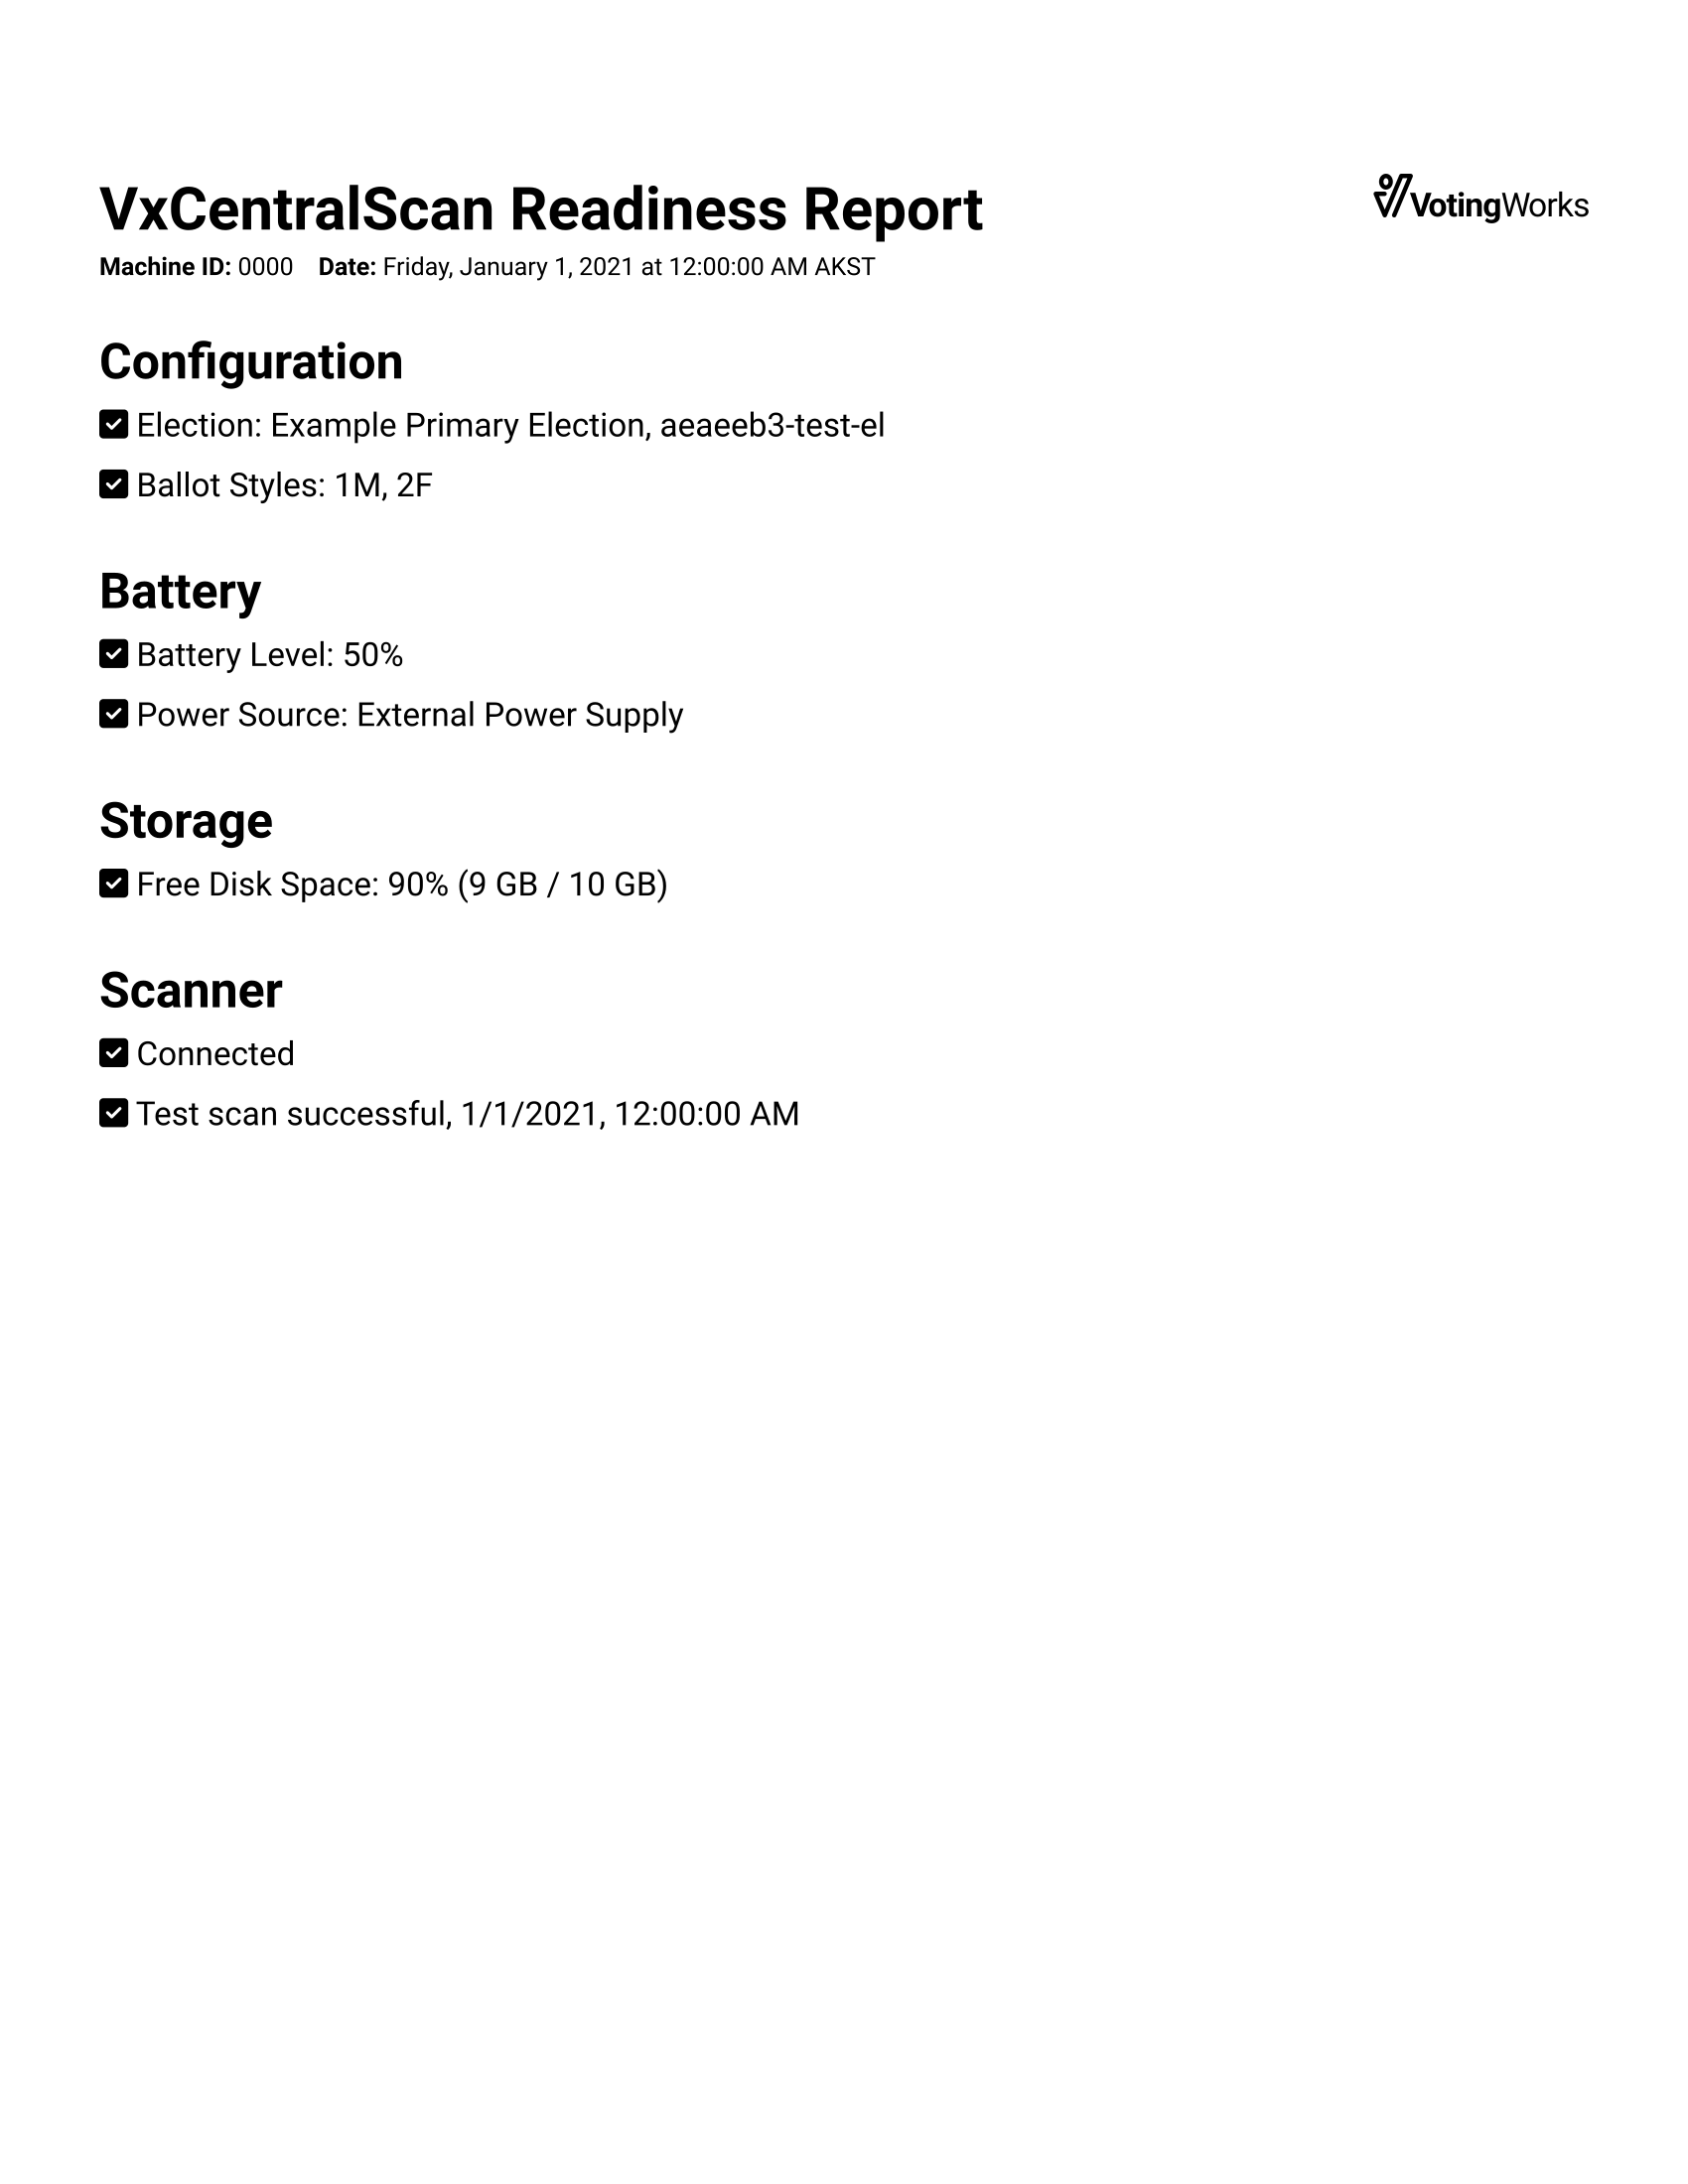 VxCentralScan Readiness Report
VotingWorks
Machine ID: 0000 Date: Friday, January 1, 2021 at 12:00:00 AM AKST
Configuration
Election: Example Primary Election, aeaeeb3-test-el
Ballot Styles: 1M, 2F
Battery
Battery Level: 50%
Power Source: External Power Supply
Storage
Free Disk Space: 90% (9 GB / 10 GB)
Scanner
Connected
Test scan successful, 1/1/2021, 12:00:00 AM